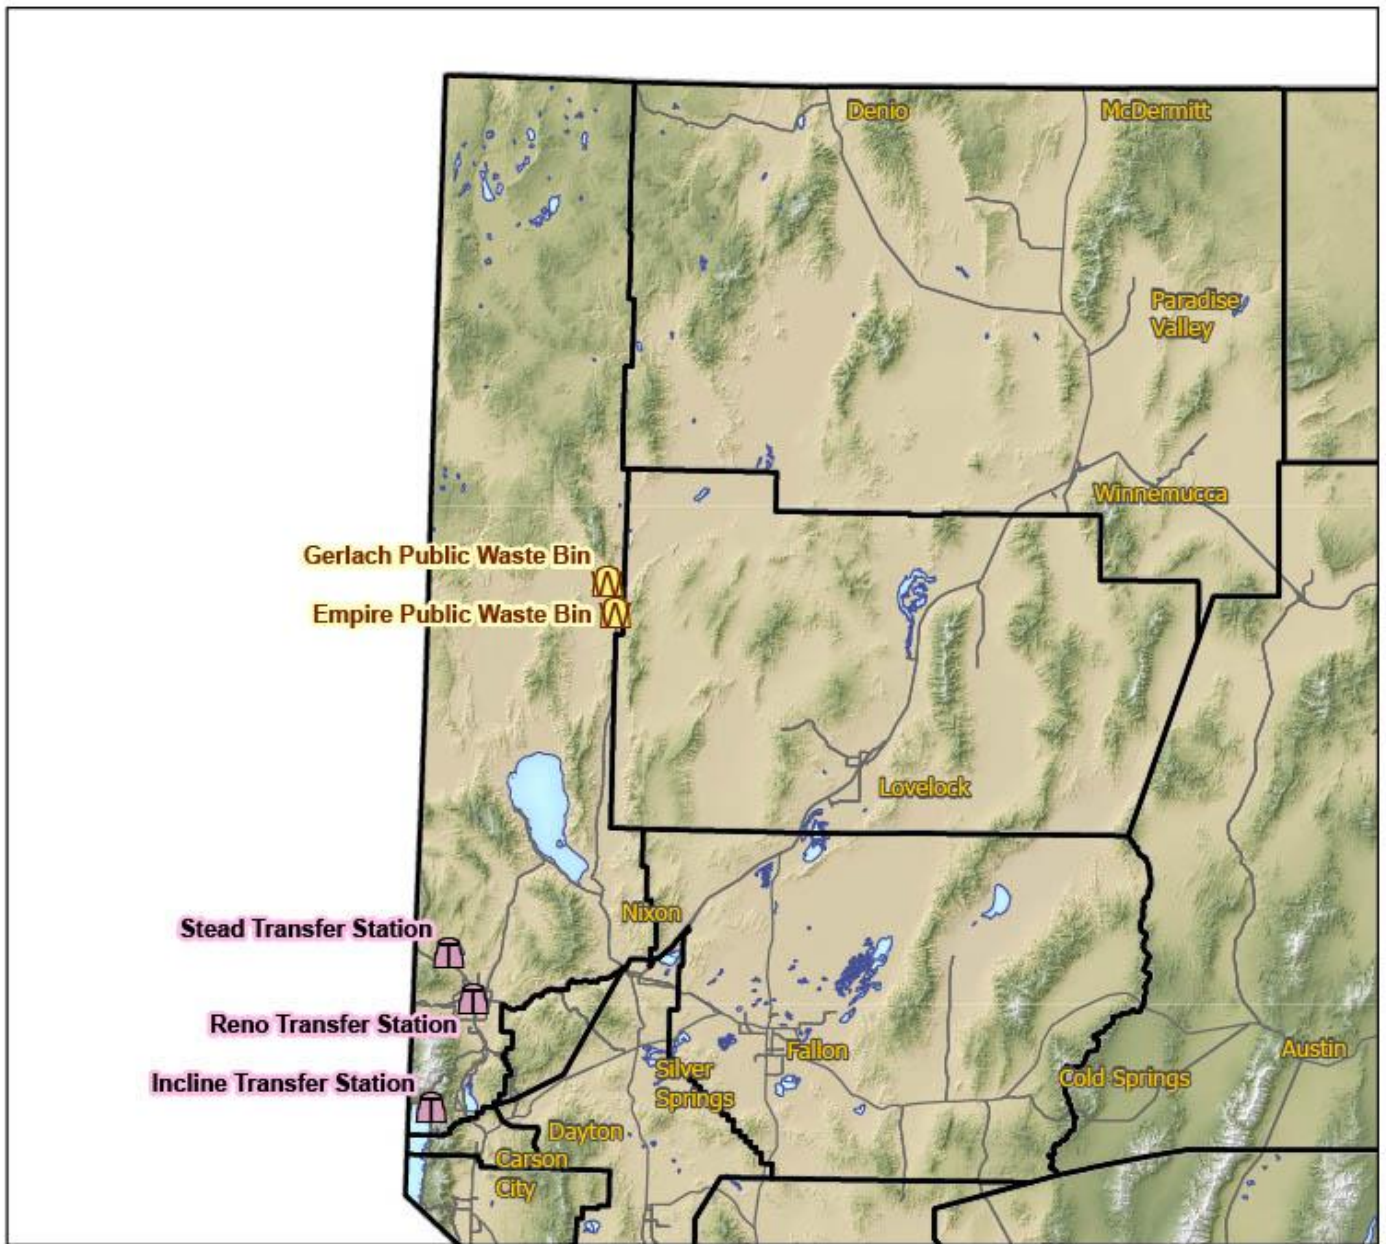 Denio
McDermitt
Paradise
Valley
Winnemucca
Gerlach Public Waste Bin
Empire Public Waste Bin
Lovelock
Nixon
Stead Transfer Station
Reno Transfer Station
Fallon
Austin
Silver
Springs
Cold Springs
Incline Transfer Station
Dayton
Carson
City